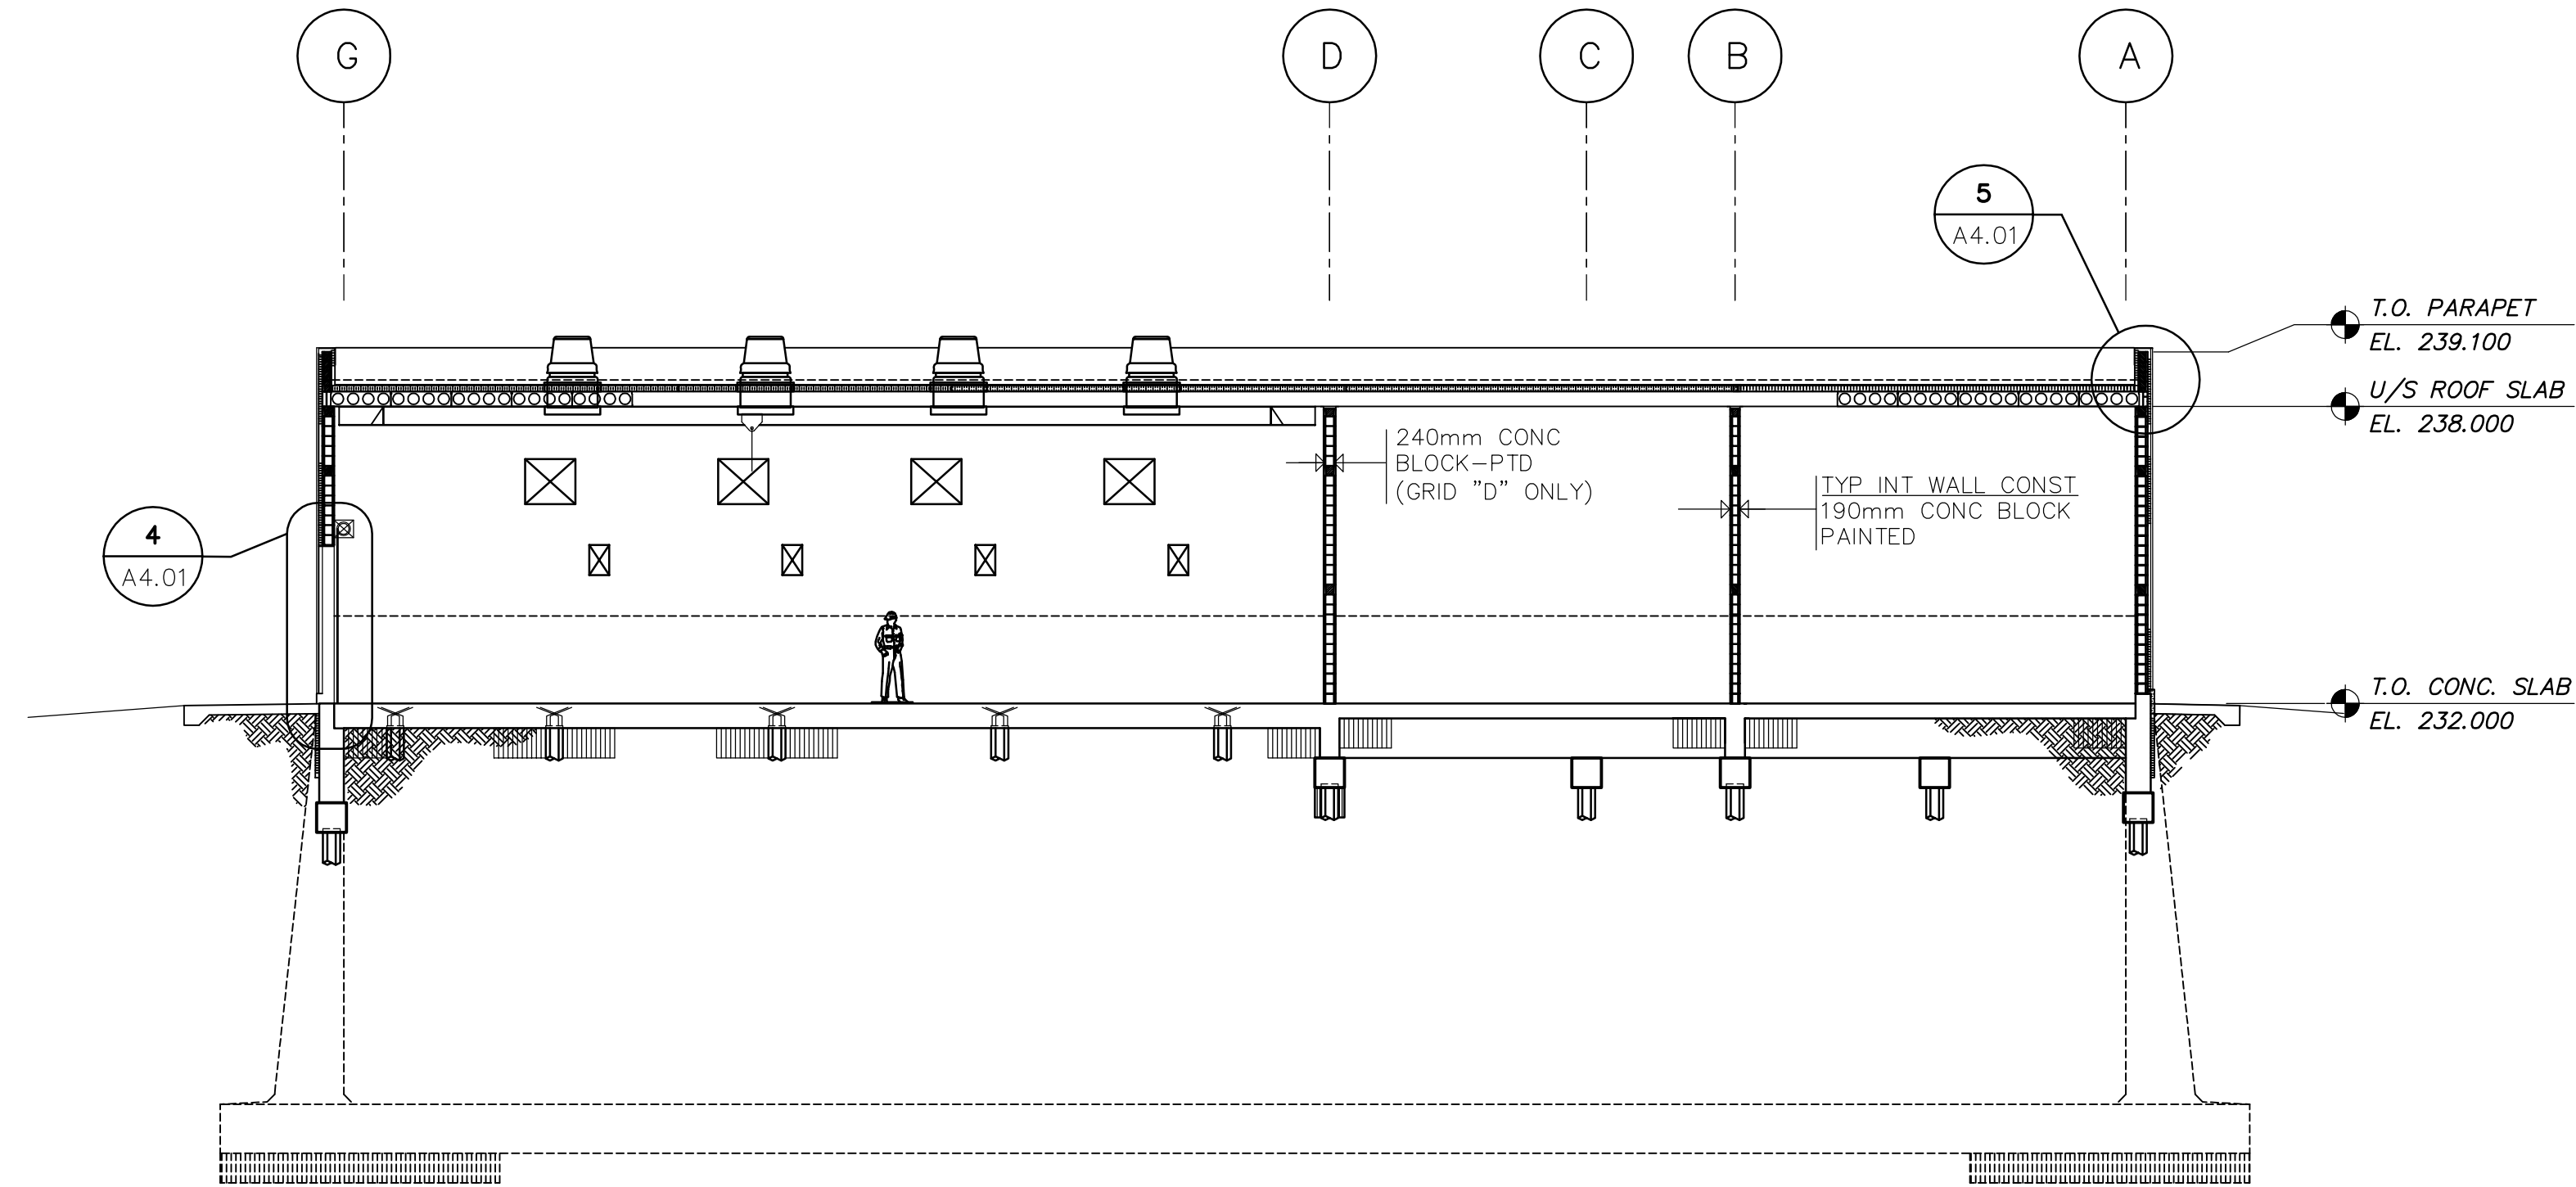 G
D
C
B
A
5
A4.01
T.O. PARAPET
EL. 239.100
U/S ROOF SLAB
EL. 238.000
240mm CONC
BLOCK-PTD
(GRID "D" ONLY)
TYP INT WALL CONST
190mm CONC BLOCK
PAINTED
4
A4.01
T.O. CONC. SLAB
EL. 232.000